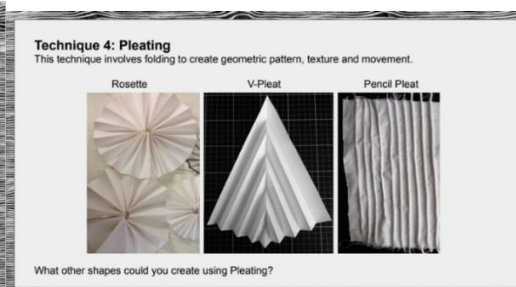 Technique 4: Pleating
This technique involves folding to create geometric pattern, texture and movement.
Rosette
V-Pleat
Pencil Pleat
What other shapes could you create using Pleating?